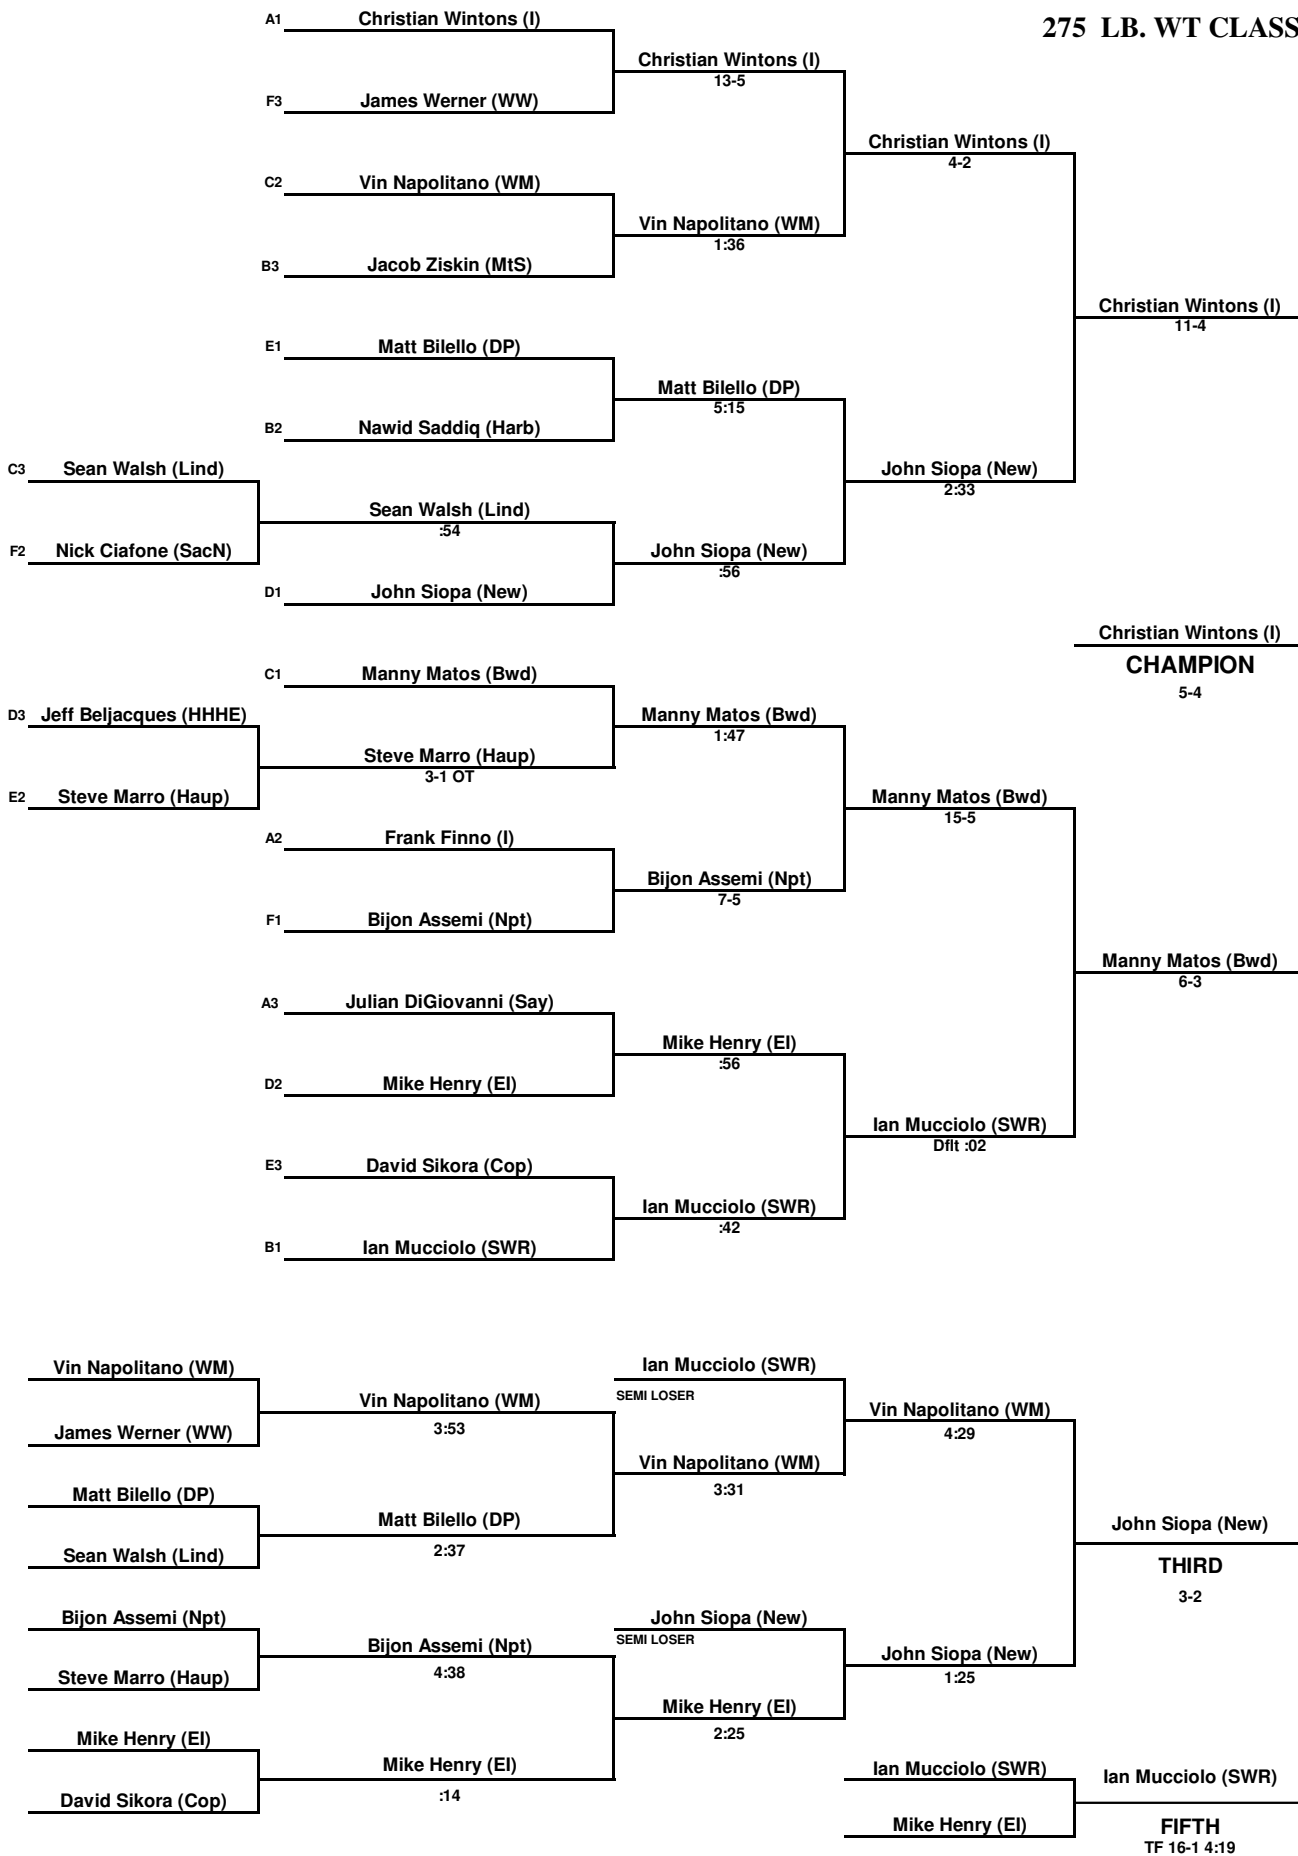 275 LB. WT CLASS
A1 Christian Wintons (I)
Christian Wintons (I)
13-5
F3 James Werner (WW)
Christian Wintons (I)
4-2
C2 Vin Napolitano (WM)
Vin Napolitano (WM)
1:36
B3 Jacob Ziskin (MtS)
Christian Wintons (I)
11-4
E1 Matt Bilello (DP)
Matt Bilello (DP)
5:15
B2 Nawid Saddiq (Harb)
C3 Sean Walsh (Lind)
John Siopa (New)
2:33
Sean Walsh (Lind)
:54
F2 Nick Ciafone (SacN)
John Siopa (New)
:56
D1 John Siopa (New)
Christian Wintons (I)
CHAMPION
5-4
C1 Manny Matos (Bwd)
D3 Jeff Beljacques (HHHE)
Manny Matos (Bwd)
1:47
Steve Marro (Haup)
3-1 OT
E2 Steve Marro (Haup)
Manny Matos (Bwd)
15-5
A2 Frank Finno (I)
Bijon Assemi (Npt)
7-5
F1 Bijon Assemi (Npt)
Manny Matos (Bwd)
6-3
A3 Julian DiGiovanni (Say)
Mike Henry (EI)
:56
D2 Mike Henry (EI)
Ian Mucciolo (SWR)
Dflt :02
E3 David Sikora (Cop)
Ian Mucciolo (SWR)
:42
B1 Ian Mucciolo (SWR)
Vin Napolitano (WM)
Ian Mucciolo (SWR)
SEMI LOSER
Vin Napolitano (WM)
3:53
Vin Napolitano (WM)
4:29
James Werner (WW)
Vin Napolitano (WM)
3:31
Matt Bilello (DP)
Matt Bilello (DP)
2:37
John Siopa (New)
THIRD
3-2
Sean Walsh (Lind)
Bijon Assemi (Npt)
John Siopa (New)
SEMI LOSER
Bijon Assemi (Npt)
4:38
John Siopa (New)
1:25
Steve Marro (Haup)
Mike Henry (EI)
2:25
Mike Henry (EI)
Mike Henry (EI)
:14
Ian Mucciolo (SWR)
Ian Mucciolo (SWR)
David Sikora (Cop)
Mike Henry (EI)
FIFTH
TF 16-1 4:19